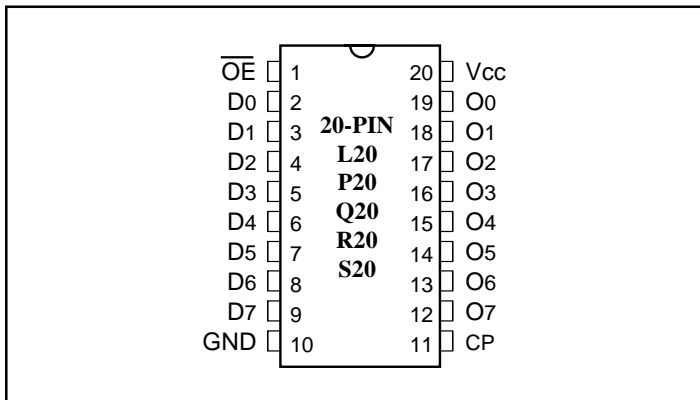 OE 1 20 Vcc
D0 2 19 O0
D1 3 20-PIN 18 O1
D2 4 L20 17 O2
D3 5 P20 16 O3
D4 6 Q20 15 O4
D5 7 R20 14 O5
D6 8 S20 13 O6
D7 9 12 O7
GND 10 11 CP